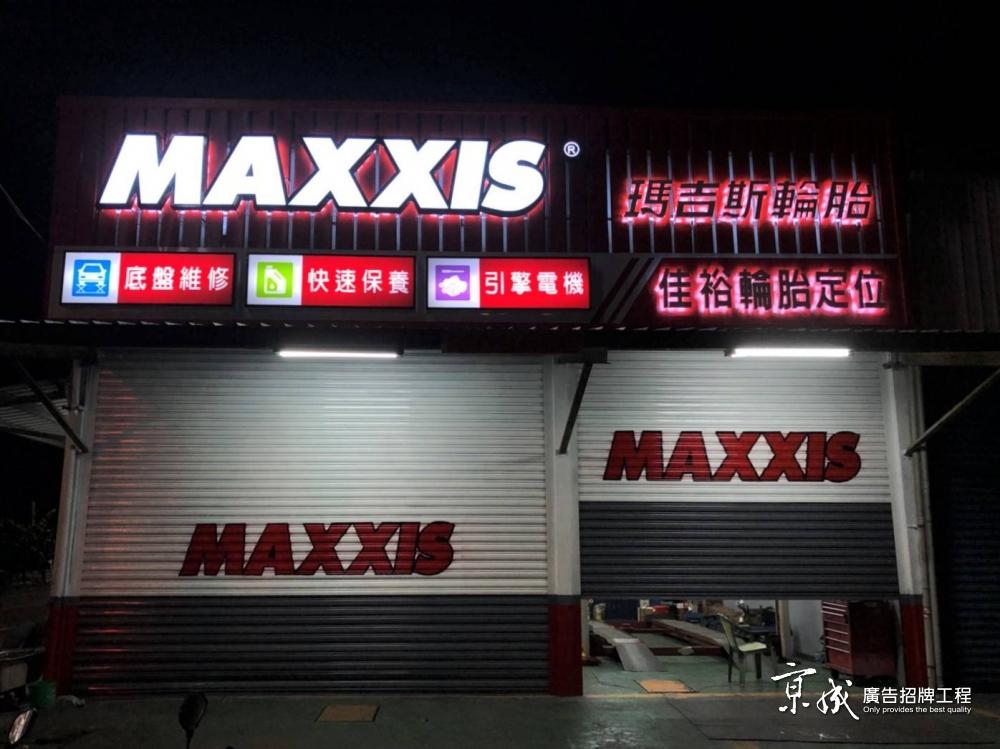 MAXXIS®
瑪吉斯輪胎
底盤維修
快速保養
引擎電機
佳裕輪胎定位
MAXXIS
MAXXIS
京成 廣告招牌工程
Only provides the best quality